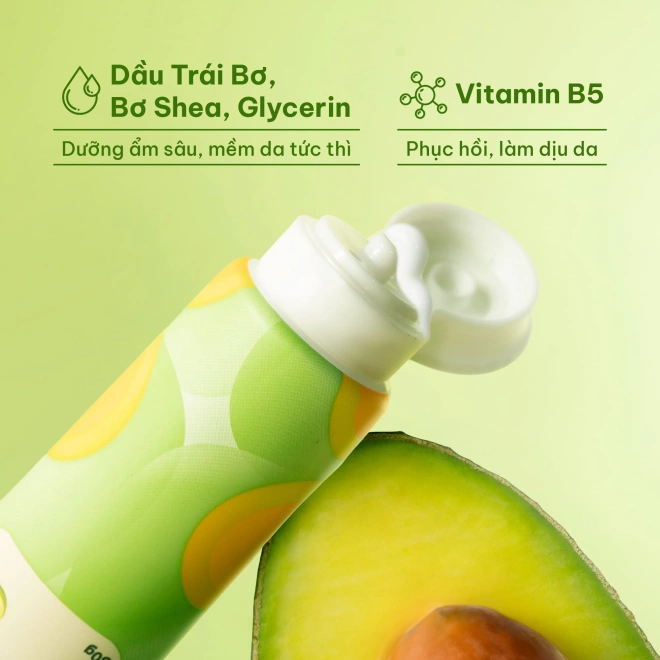 Dầu Trái Bơ,
Bơ Shea, Glycerin
Dưỡng ẩm sâu, mềm da tức thì
Vitamin B5
Phục hồi, làm dịu da